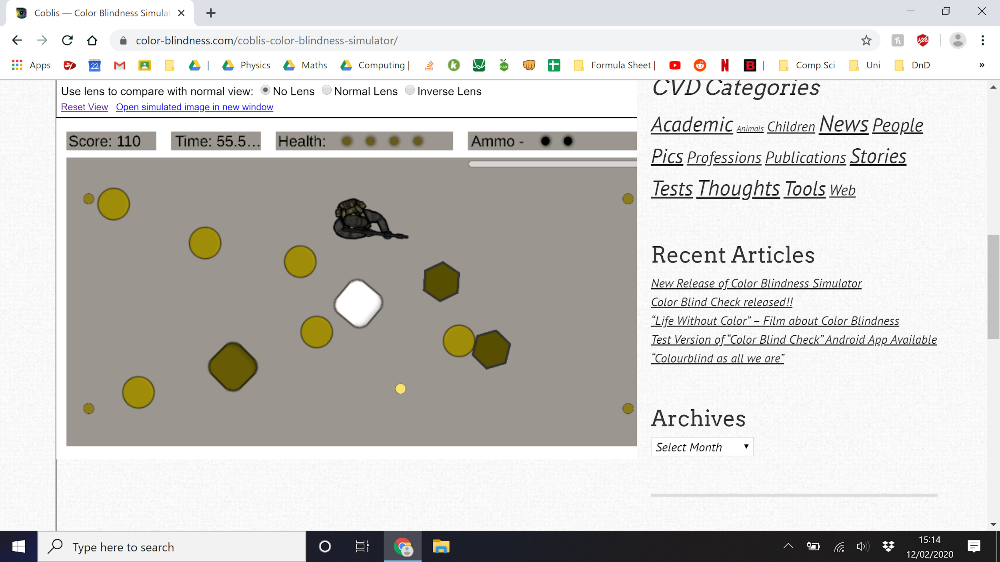 Coblis — Color Blindness Simulat
color-blindness.com/coblis-color-blindness-simulator/
Apps 22 | Physics Maths Computing | Formula Sheet | | Comp Sci Uni DnD »
Use lens to compare with normal view: No Lens Normal Lens Inverse Lens
Reset View Open simulated image in new window
Score: 110 Time: 55.5... Health: Ammo -
CVD Categories
Academic Animals Children News People
Pics Professions Publications Stories
Tests Thoughts Tools Web
Recent Articles
New Release of Color Blindness Simulator
Color Blind Check released!!
“Life Without Color” – Film about Color Blindness
Test Version of “Color Blind Check” Android App Available
“Colourblind as all we are”
Archives
Select Month
Type here to search
15:14
12/02/2020